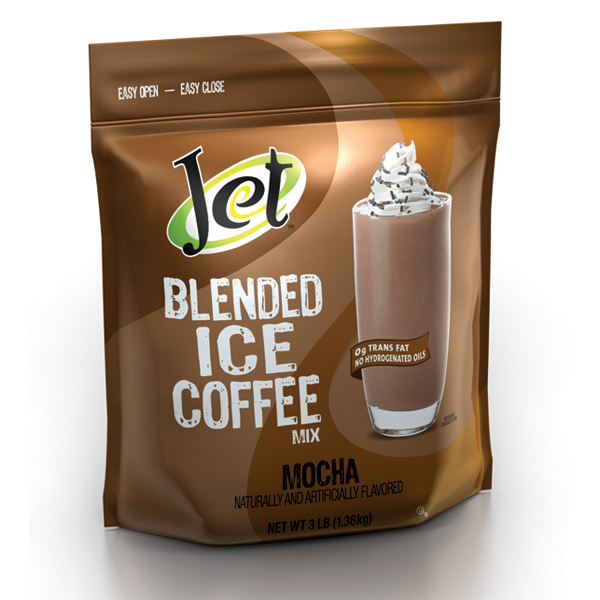 EASY OPEN — EASY CLOSE
Jet™
BLENDED
ICE
COFFEE
MIX
0g TRANS FAT
NO HYDROGENATED OILS
MOCHA
NATURALLY AND ARTIFICIALLY FLAVORED
NET WT 3 LB (1.36kg)